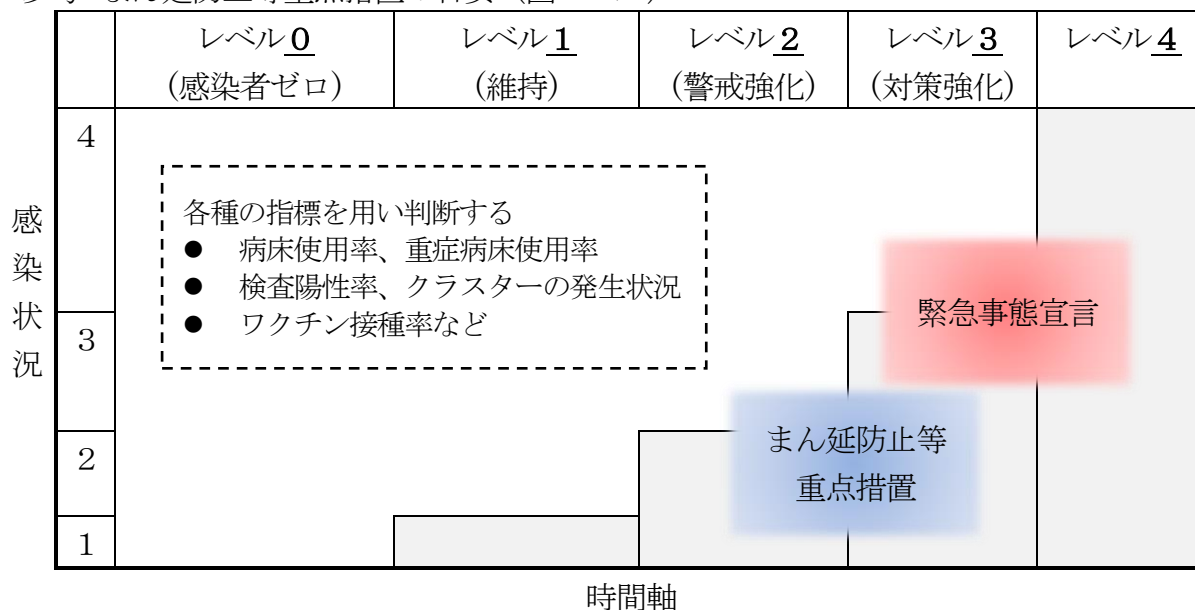 レベル0
(感染者ゼロ)
レベル1
(維持)
レベル2
(警戒強化)
レベル3
(対策強化)
レベル4
感染状況
4
3
2
1
各種の指標を用い判断する
● 病床使用率、重症病床使用率
● 検査陽性率、クラスターの発生状況
● ワクチン接種率など
緊急事態宣言
まん延防止等
重点措置
時間軸